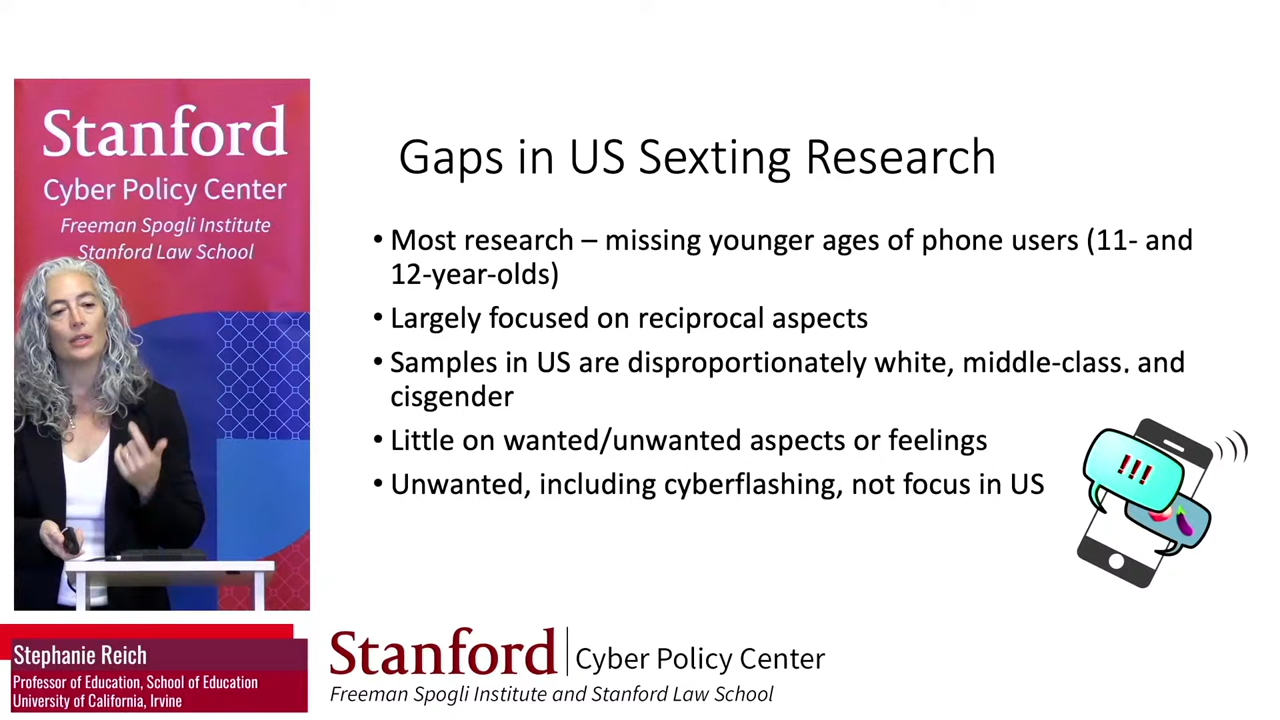 Stanford
Cyber Policy Center
Freeman Spogli Institute
Stanford Law School
Gaps in US Sexting Research
• Most research – missing younger ages of phone users (11- and
12-year-olds)
• Largely focused on reciprocal aspects
• Samples in US are disproportionately white, middle-class, and
cisgender
• Little on wanted/unwanted aspects or feelings
• Unwanted, including cyberflashing, not focus in US
!!!
Stephanie Reich
Professor of Education, School of Education
University of California, Irvine
Stanford | Cyber Policy Center
Freeman Spogli Institute and Stanford Law School